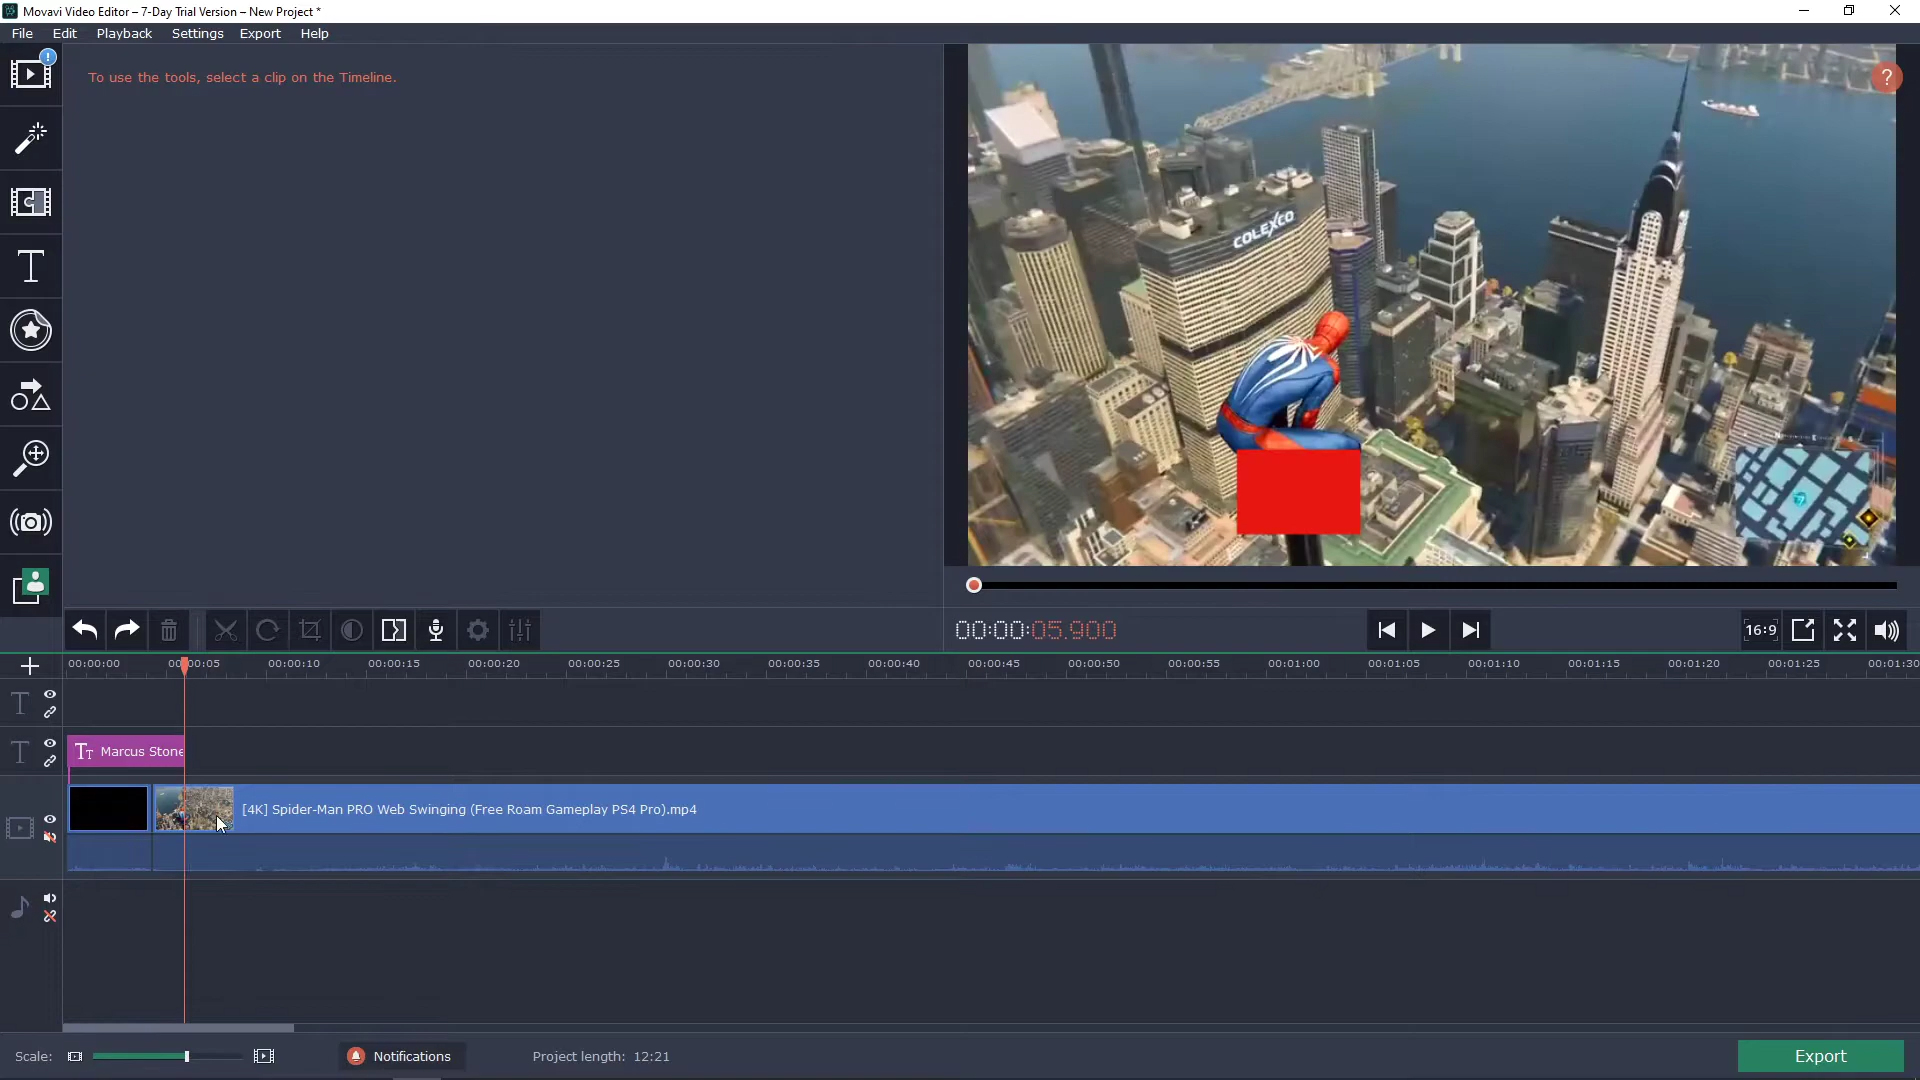 Movavi Video Editor – 7-Day Trial Version – New Project *
File Edit Playback Settings Export Help
To use the tools, select a clip on the Timeline.
?
COLEXCO
00:00:05.900
16:9
00:00:00 00:00:05 00:00:10 00:00:15 00:00:20 00:00:25 00:00:30 00:00:35 00:00:40 00:00:45 00:00:50 00:00:55 00:01:00 00:01:05 00:01:10 00:01:15 00:01:20 00:01:25 00:01:30
Marcus Stone
[4K] Spider-Man PRO Web Swinging (Free Roam Gameplay PS4 Pro).mp4
Scale: Notifications Project length: 12:21 Export